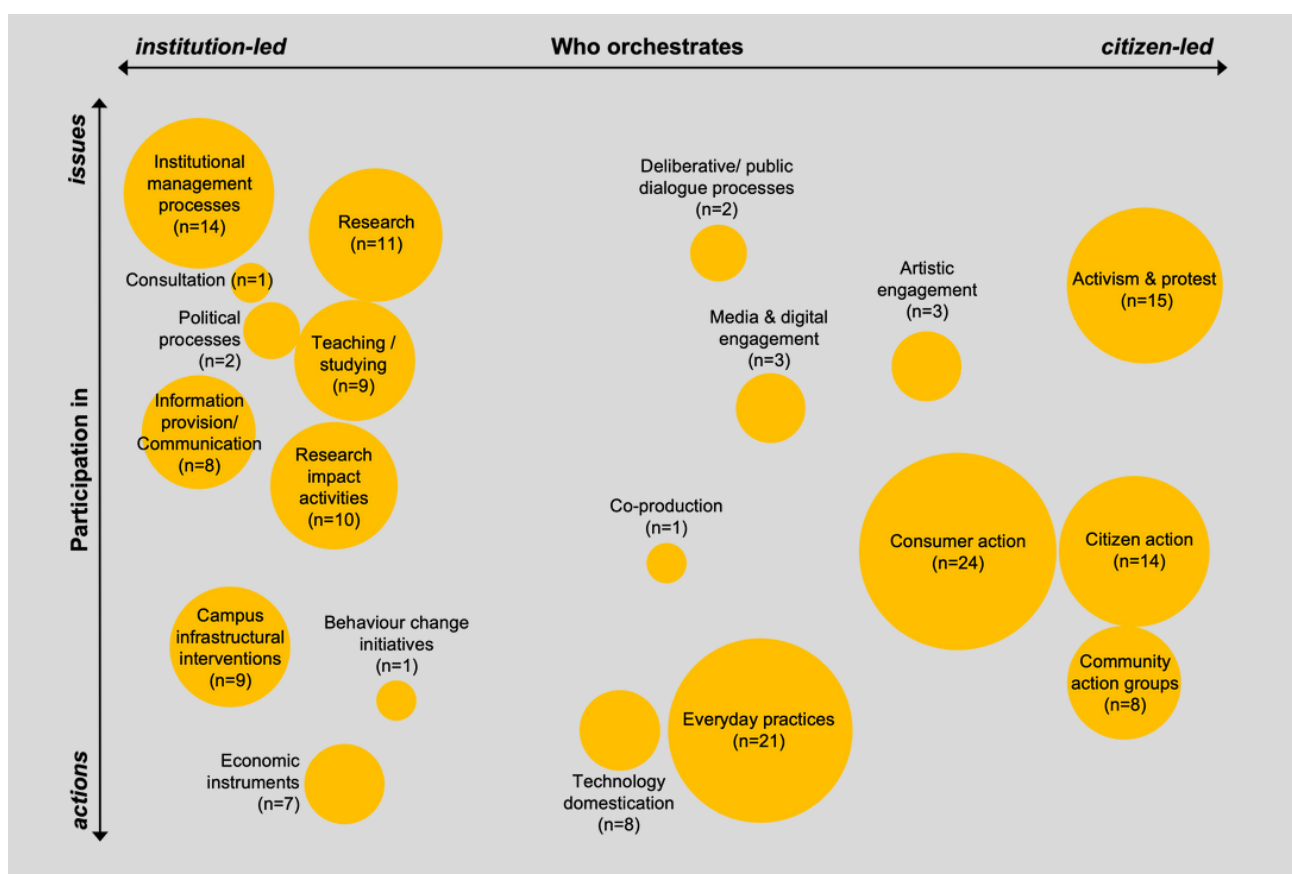 institution-led
Who orchestrates
citizen-led
issues
Participation in
actions
Institutional
management
processes
(n=14)
Research
(n=11)
Consultation (n=1)
Political
processes
(n=2)
Teaching /
studying
(n=9)
Information
provision/
Communication
(n=8)
Research
impact
activities
(n=10)
Deliberative/ public
dialogue processes
(n=2)
Media & digital
engagement
(n=3)
Artistic
engagement
(n=3)
Activism & protest
(n=15)
Co-production
(n=1)
Consumer action
(n=24)
Citizen action
(n=14)
Community
action groups
(n=8)
Campus
infrastructural
interventions
(n=9)
Behaviour change
initiatives
(n=1)
Economic
instruments
(n=7)
Technology
domestication
(n=8)
Everyday practices
(n=21)